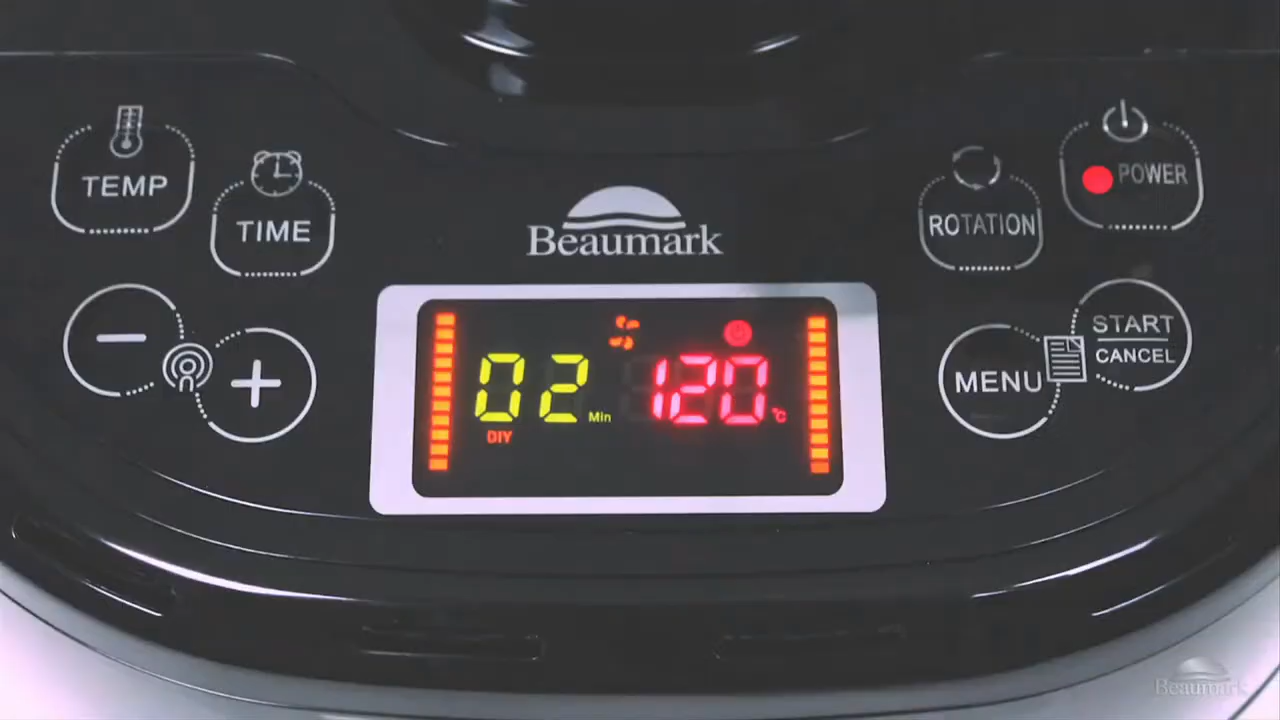 TEMP
TIME
Beaumark
ROTATION
POWER
02 Min
120 °C
DIY
MENU
START
CANCEL
Beaumark